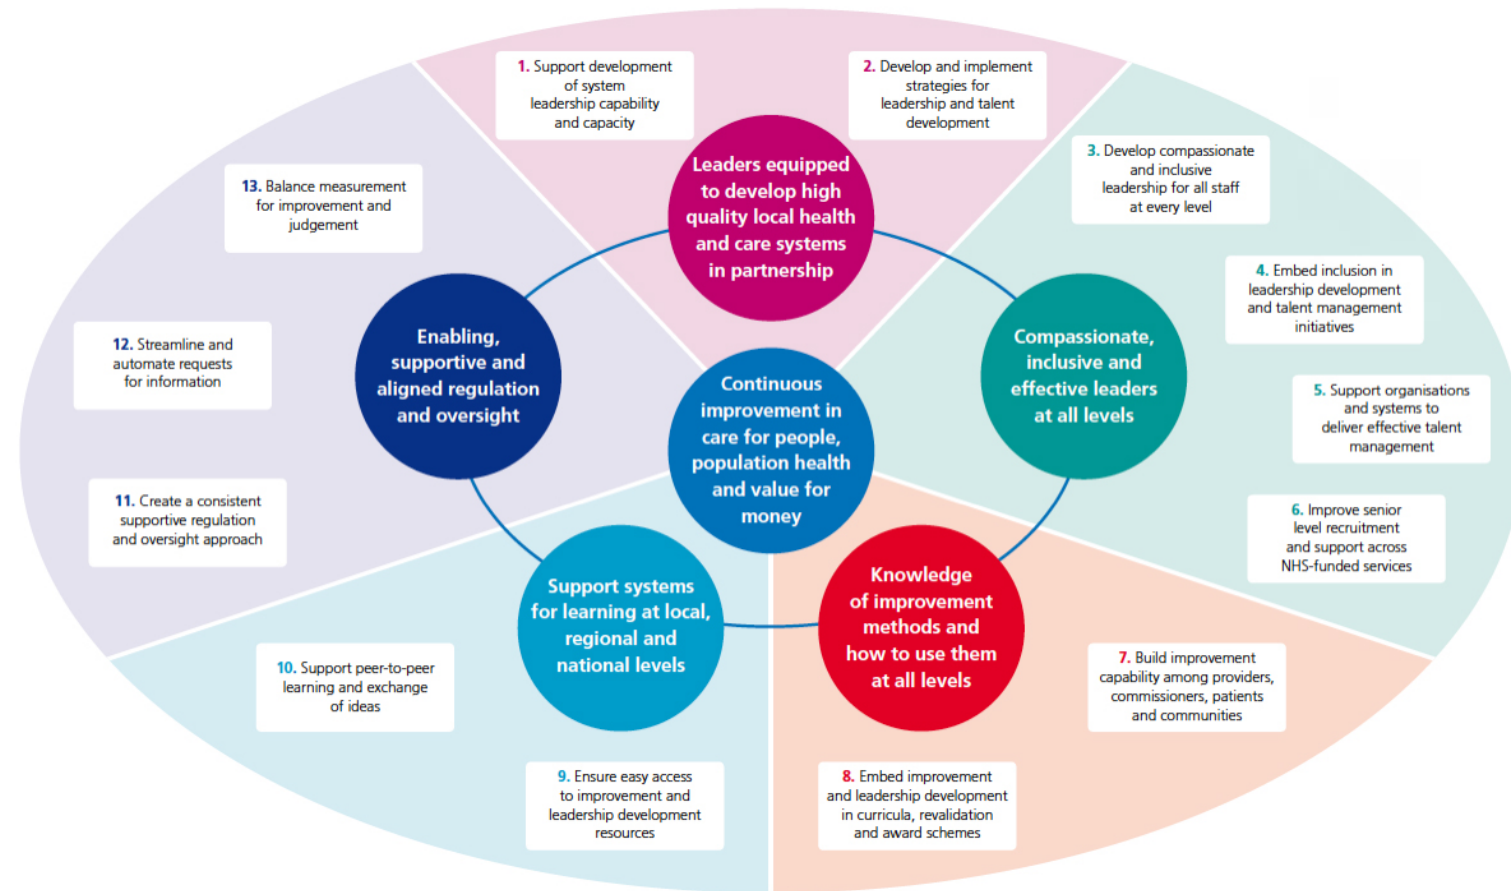 1. Support development
of system
leadership capability
and capacity
2. Develop and implement
strategies for
leadership and talent
development
Leaders equipped
to develop high
quality local health
and care systems
in partnership
3. Develop compassionate
and inclusive
leadership for all staff
at every level
4. Embed inclusion in
leadership development
and talent management
initiatives
Compassionate,
inclusive and
effective leaders
at all levels
5. Support organisations
and systems to
deliver effective talent
management
6. Improve senior
level recruitment
and support across
NHS-funded services
Knowledge
of improvement
methods and
how to use them
at all levels
7. Build improvement
capability among providers,
commissioners, patients
and communities
8. Embed improvement
and leadership development
in curricula, revalidation
and award schemes
Support systems
for learning at local,
regional and
national levels
9. Ensure easy access
to improvement and
leadership development
resources
10. Support peer-to-peer
learning and exchange
of ideas
Enabling,
supportive and
aligned regulation
and oversight
11. Create a consistent
supportive regulation
and oversight approach
12. Streamline and
automate requests
for information
13. Balance measurement
for improvement and
judgement
Continuous
improvement in
care for people,
population health
and value for
money